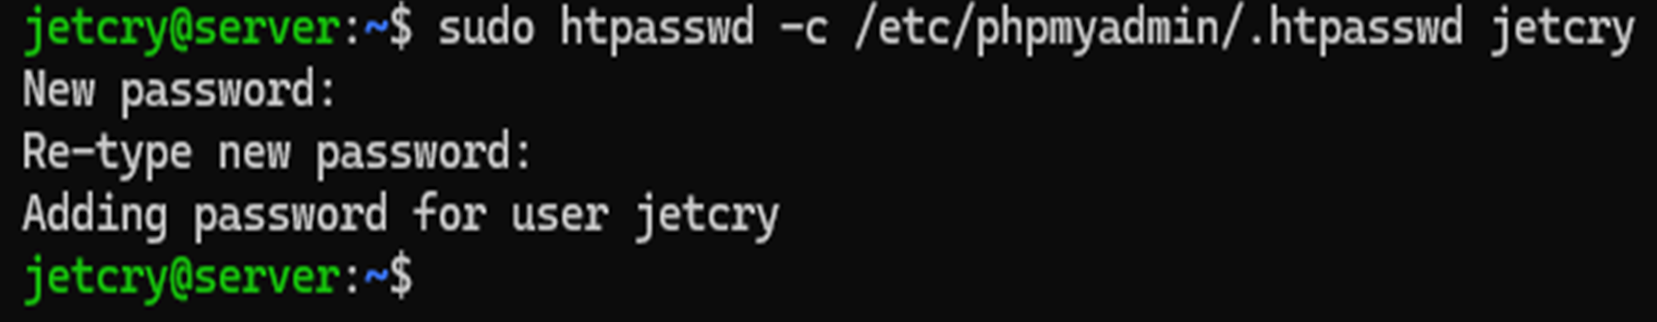 jetcry@server:~$ sudo htpasswd -c /etc/phpmyadmin/.htpasswd jetcry
New password:
Re-type new password:
Adding password for user jetcry
jetcry@server:~$